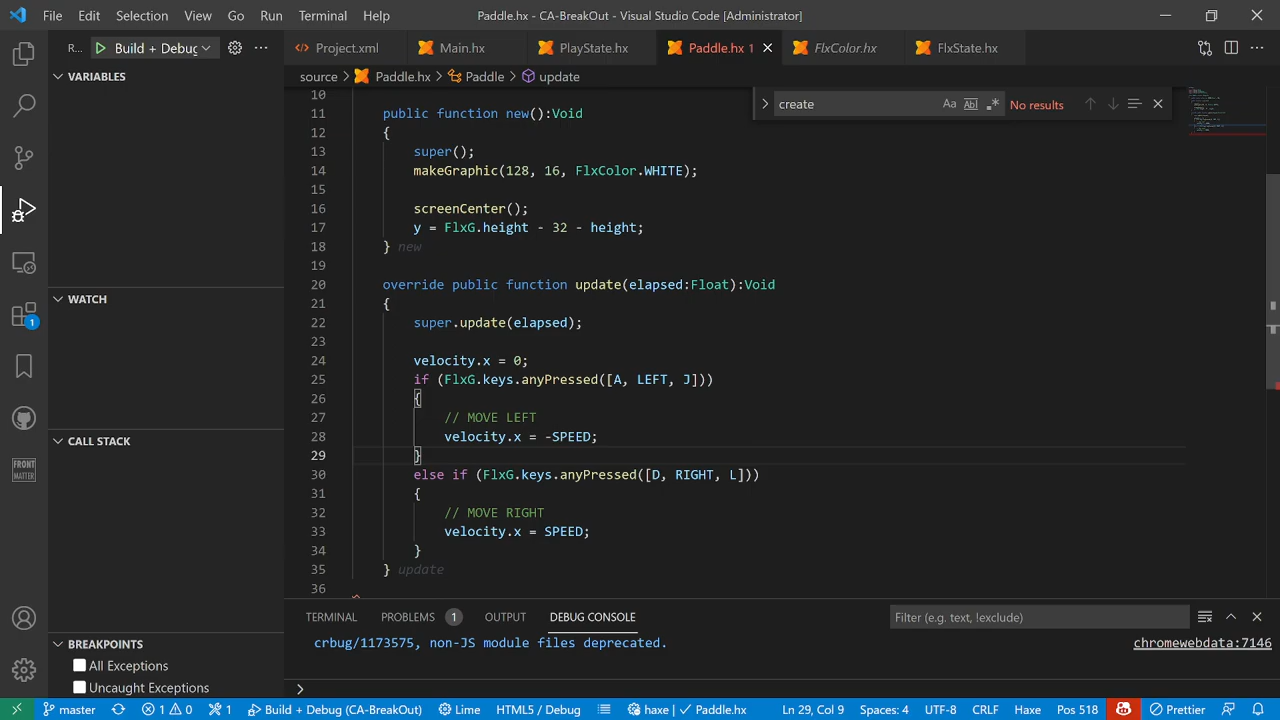 File Edit Selection View Go Run Terminal Help
Paddle.hx - CA-BreakOut - Visual Studio Code [Administrator]
R... Build + Debug
Project.xml
Main.hx
PlayState.hx
Paddle.hx 1
FlxColor.hx
FlxState.hx
source > Paddle.hx > Paddle > update
create
Aa
Abl
No results
VARIABLES
WATCH
CALL STACK
BREAKPOINTS
All Exceptions
Uncaught Exceptions
1
FRONT
MATTER
10
11 public function new():Void
12 {
13 super();
14 makeGraphic(128, 16, FlxColor.WHITE);
15
16 screenCenter();
17 y = FlxG.height - 32 - height;
18 } new
19
20 override public function update(elapsed:Float):Void
21 {
22 super.update(elapsed);
23
24 velocity.x = 0;
25 if (FlxG.keys.anyPressed([A, LEFT, J]))
26 {
27 // MOVE LEFT
28 velocity.x = -SPEED;
29 }
30 else if (FlxG.keys.anyPressed([D, RIGHT, L]))
31 {
32 // MOVE RIGHT
33 velocity.x = SPEED;
34 }
35 } update
36
TERMINAL PROBLEMS 1 OUTPUT DEBUG CONSOLE
Filter (e.g. text, !exclude)
crbug/1173575, non-JS module files deprecated.
chromewebdata:7146
master 1 0 1 Build + Debug (CA-BreakOut) Lime HTML5 / Debug haxe | Paddle.hx Ln 29, Col 9 Spaces: 4 UTF-8 CRLF Haxe Pos 518 Prettier